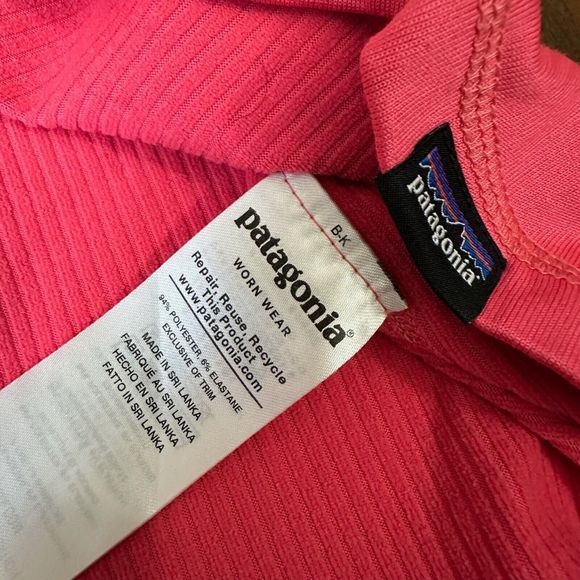 B-K
patagonia®
WORN WEAR
Repair, Reuse, Recycle
This Product
www.patagonia.com
94% POLYESTER, 6% ELASTANE
EXCLUSIVE OF TRIM
MADE IN SRI LANKA
FABRIQUÉ AU SRI LANKA
HECHO EN SRI LANKA
FATTO IN SRI LANKA
patagonia